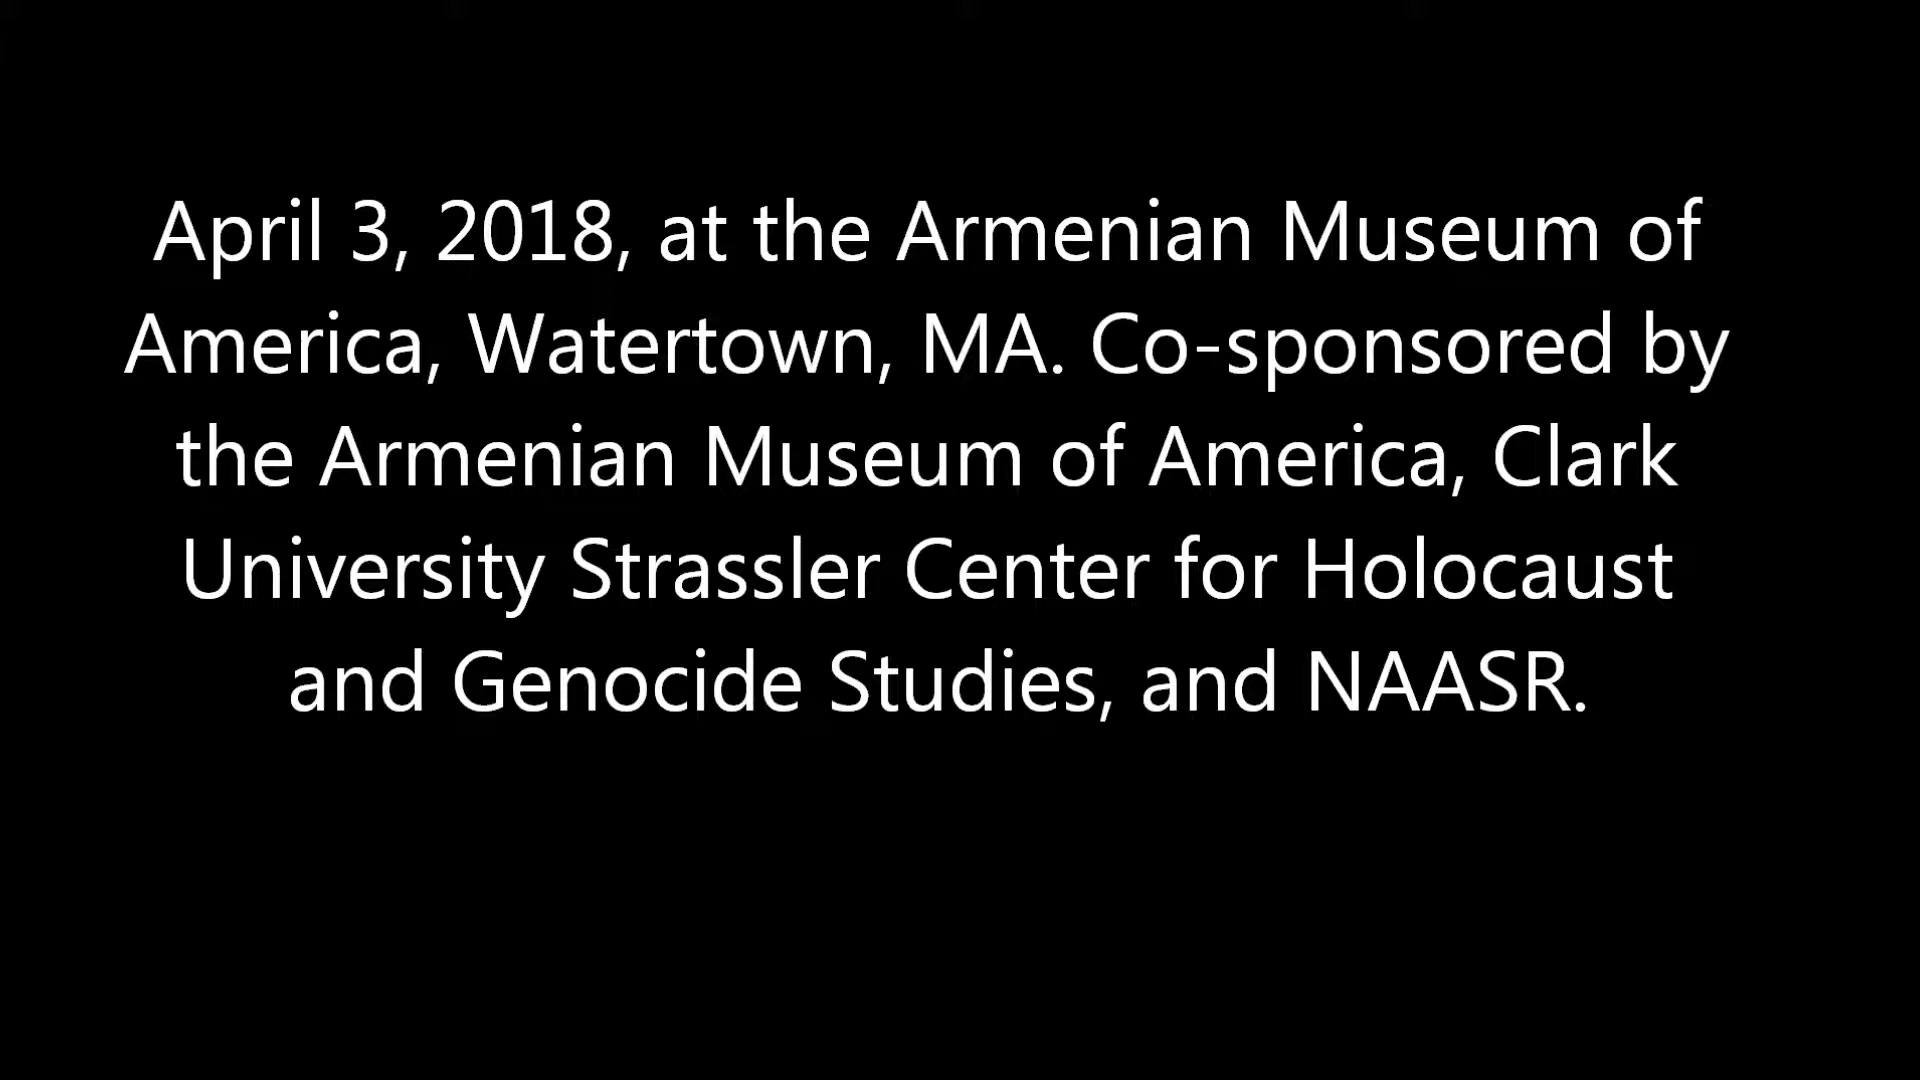 April 3, 2018, at the Armenian Museum of
America, Watertown, MA. Co-sponsored by
the Armenian Museum of America, Clark
University Strassler Center for Holocaust
and Genocide Studies, and NAASR.